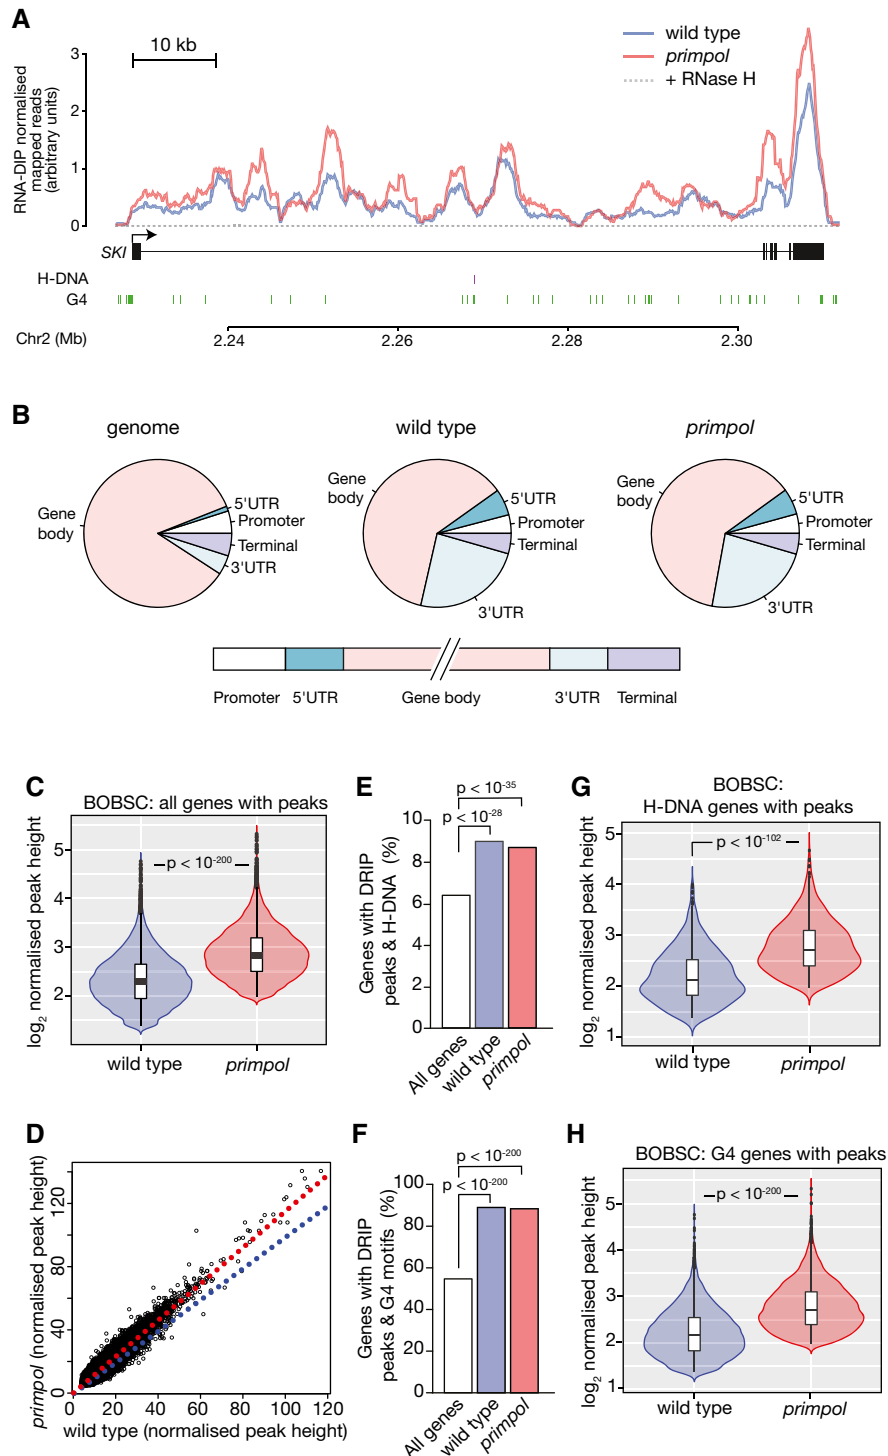 A
10 kb
wild type
primpol
+ RNase H
RNA-DIP normalised
mapped reads
(arbitrary units)
3
2
1
0
SKI
H-DNA
G4
Chr2 (Mb)
2.24
2.26
2.28
2.30
B
genome
wild type
primpol
Gene
body
5'UTR
Promoter
Terminal
3'UTR
Gene
body
5'UTR
Promoter
Terminal
3'UTR
Gene
body
5'UTR
Promoter
Terminal
3'UTR
Promoter
5'UTR
Gene body
3'UTR
Terminal
C
BOBSC: all genes with peaks
log2 normalised peak height
5
4
3
2
p < 10-200
wild type
primpol
E
p < 10-35
p < 10-28
Genes with DRIP
peaks & H-DNA (%)
10
8
6
4
2
0
All genes
wild type
primpol
G
BOBSC:
H-DNA genes with peaks
log2 normalised peak height
5
4
3
2
1
p < 10-102
wild type
primpol
D
primpol (normalised peak height)
120
80
40
0
0
20
40
60
80
100
120
wild type (normalised peak height)
F
p < 10-200
p < 10-200
Genes with DRIP
peaks & G4 motifs (%)
100
80
60
40
20
0
All genes
wild type
primpol
H
BOBSC: G4 genes with peaks
log2 normalised peak height
5
4
3
2
1
p < 10-200
wild type
primpol